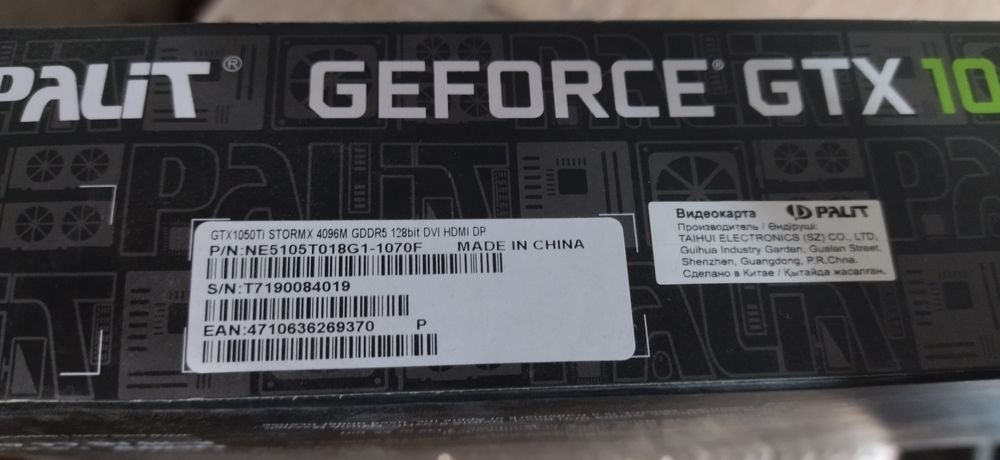 PALIT® GEFORCE® GTX 10
GTX1050Ti STORMX 4096M GDDR5 128bit DVI HDMI DP
P/N:NE5105T018G1-1070F MADE IN CHINA
S/N:T7190084019
EAN:4710636269370 P
Видеокарта PALIT
Производитель / Өндіруші:
TAIHUI ELECTRONICS (SZ) CO., LTD,
Guihua Industry Garden, Gualan Street,
Shenzhen, Guangdong, P.R.China.
Сделано в Китае / Қытайда жасалған.
PALIT